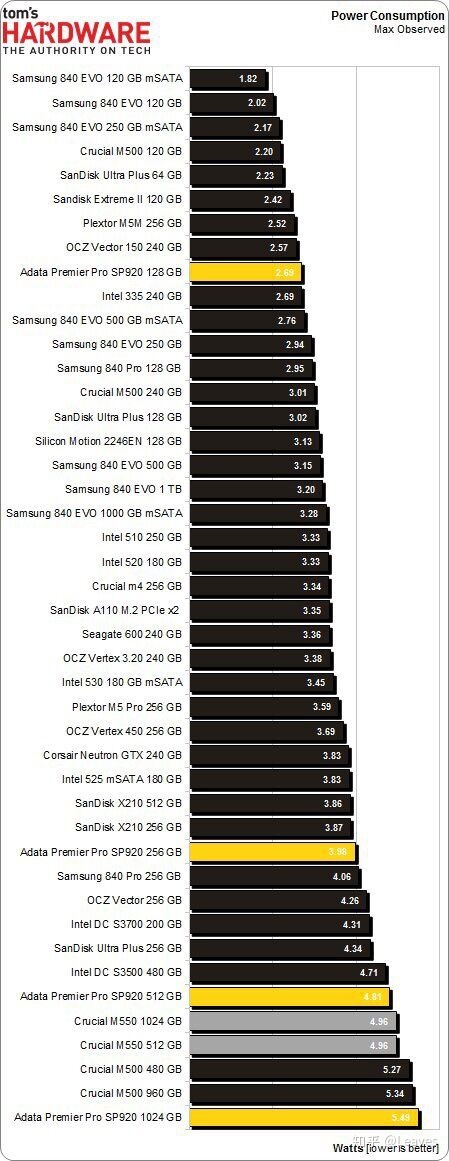 tom's
HARDWARE
THE AUTHORITY ON TECH
Power Consumption
Max Observed
Samsung 840 EVO 120 GB mSATA 1.82
Samsung 840 EVO 120 GB 2.02
Samsung 840 EVO 250 GB mSATA 2.17
Crucial M500 120 GB 2.20
SanDisk Ultra Plus 64 GB 2.23
Sandisk Extreme II 120 GB 2.42
Plextor M5M 256 GB 2.52
OCZ Vector 150 240 GB 2.57
Adata Premier Pro SP920 128 GB 2.69
Intel 335 240 GB 2.69
Samsung 840 EVO 500 GB mSATA 2.76
Samsung 840 EVO 250 GB 2.94
Samsung 840 Pro 128 GB 2.95
Crucial M500 240 GB 3.01
SanDisk Ultra Plus 128 GB 3.02
Silicon Motion 2246EN 128 GB 3.13
Samsung 840 EVO 500 GB 3.15
Samsung 840 EVO 1 TB 3.20
Samsung 840 EVO 1000 GB mSATA 3.28
Intel 510 250 GB 3.33
Intel 520 180 GB 3.33
Crucial m4 256 GB 3.34
SanDisk A110 M.2 PCIe x2 3.35
Seagate 600 240 GB 3.36
OCZ Vertex 3.20 240 GB 3.38
Intel 530 180 GB mSATA 3.45
Plextor M5 Pro 256 GB 3.59
OCZ Vertex 450 256 GB 3.69
Corsair Neutron GTX 240 GB 3.83
Intel 525 mSATA 180 GB 3.83
SanDisk X210 512 GB 3.86
SanDisk X210 256 GB 3.87
Adata Premier Pro SP920 256 GB 3.98
Samsung 840 Pro 256 GB 4.06
OCZ Vector 256 GB 4.26
Intel DC S3700 200 GB 4.31
SanDisk Ultra Plus 256 GB 4.34
Intel DC S3500 480 GB 4.71
Adata Premier Pro SP920 512 GB 4.81
Crucial M550 1024 GB 4.96
Crucial M550 512 GB 4.96
Crucial M500 480 GB 5.27
Crucial M500 960 GB 5.34
Adata Premier Pro SP920 1024 GB 5.49
知乎 @Leaves
Watts [lower is better]